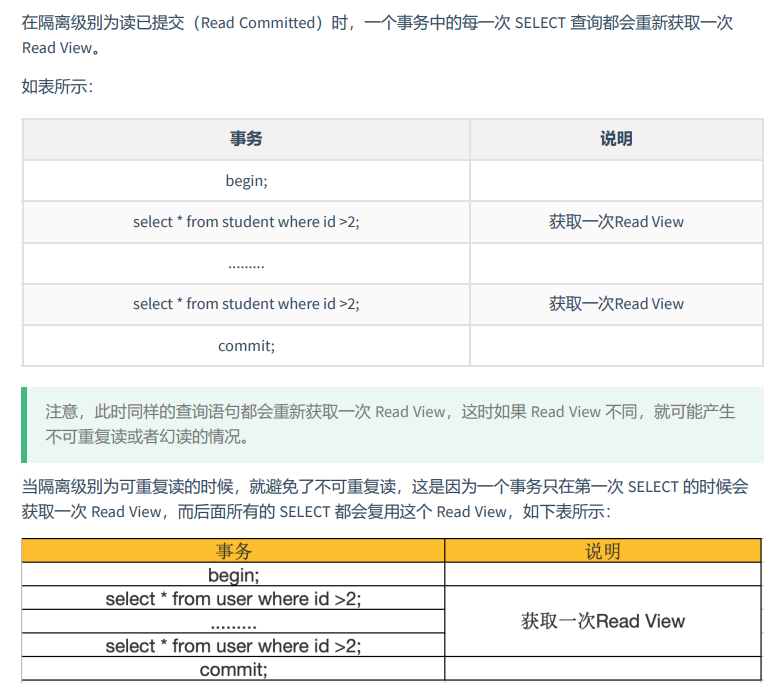 在隔离级别为读已提交（Read Committed）时，一个事务中的每一次 SELECT 查询都会重新获取一次
Read View。
如表所示：
事务 说明
begin;
select * from student where id >2; 获取一次Read View
.........
select * from student where id >2; 获取一次Read View
commit;
注意，此时同样的查询语句都会重新获取一次 Read View，这时如果 Read View 不同，就可能产生
不可重复读或者幻读的情况。
当隔离级别为可重复读的时候，就避免了不可重复读，这是因为一个事务只在第一次 SELECT 的时候会
获取一次 Read View，而后面所有的 SELECT 都会复用这个 Read View，如下表所示：
事务 说明
begin;
select * from user where id >2;
......... 获取一次Read View
select * from user where id >2;
commit;